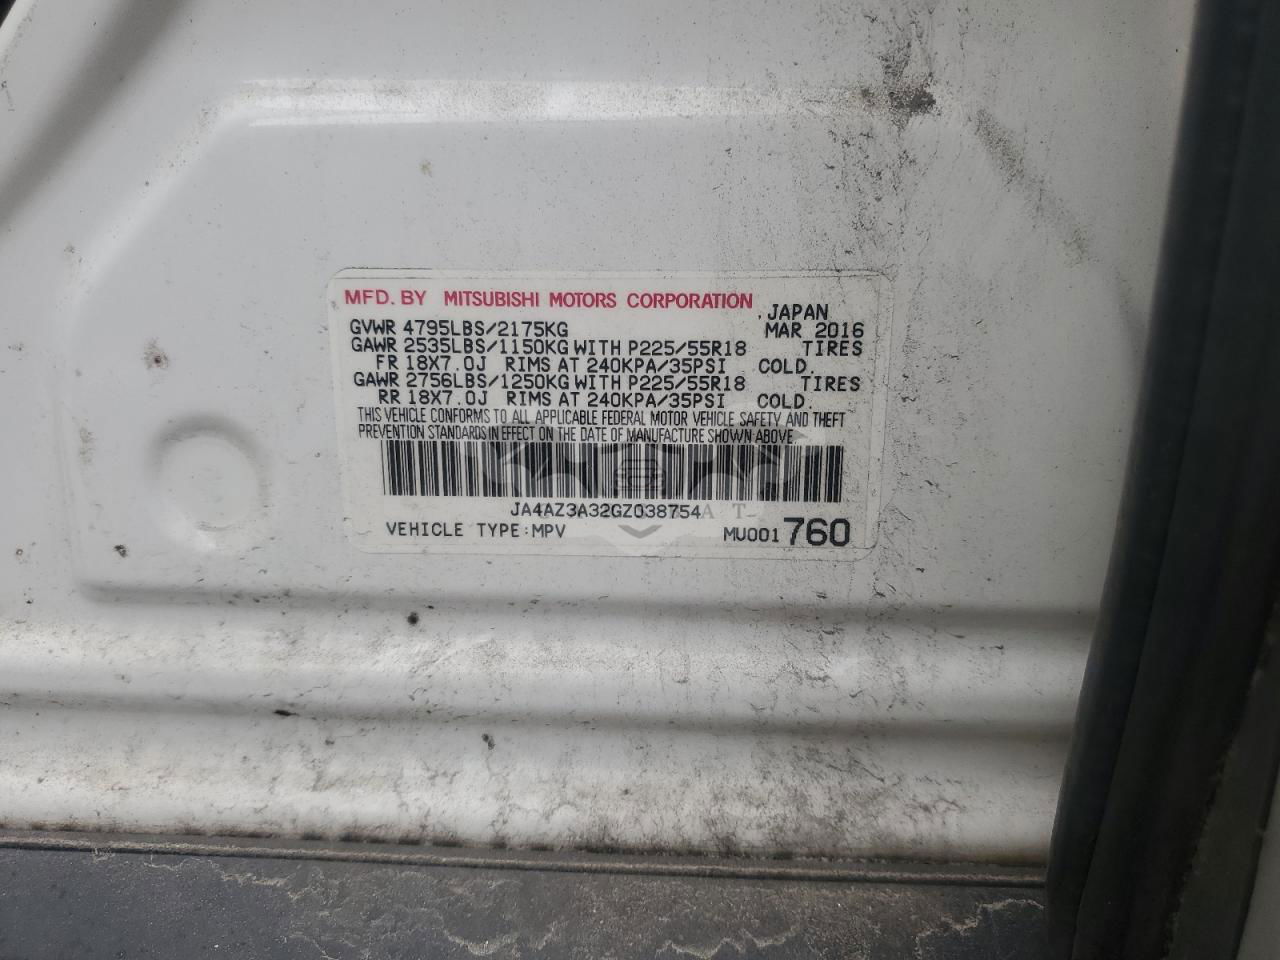 MFD. BY MITSUBISHI MOTORS CORPORATION
JAPAN
GVWR 4795LBS/2175KG MAR 2016
GAWR 2535LBS/1150KG WITH P225/55R18 TIRES
FR 18X7.0J RIMS AT 240KPA/35PSI COLD.
GAWR 2756LBS/1250KG WITH P225/55R18 TIRES
RR 18X7.0J RIMS AT 240KPA/35PSI COLD.
THIS VEHICLE CONFORMS TO ALL APPLICABLE FEDERAL MOTOR VEHICLE SAFETY AND THEFT
PREVENTION STANDARDS IN EFFECT ON THE DATE OF MANUFACTURE SHOWN ABOVE
JA4AZ3A32GZ038754
VEHICLE TYPE:MPV MU001760